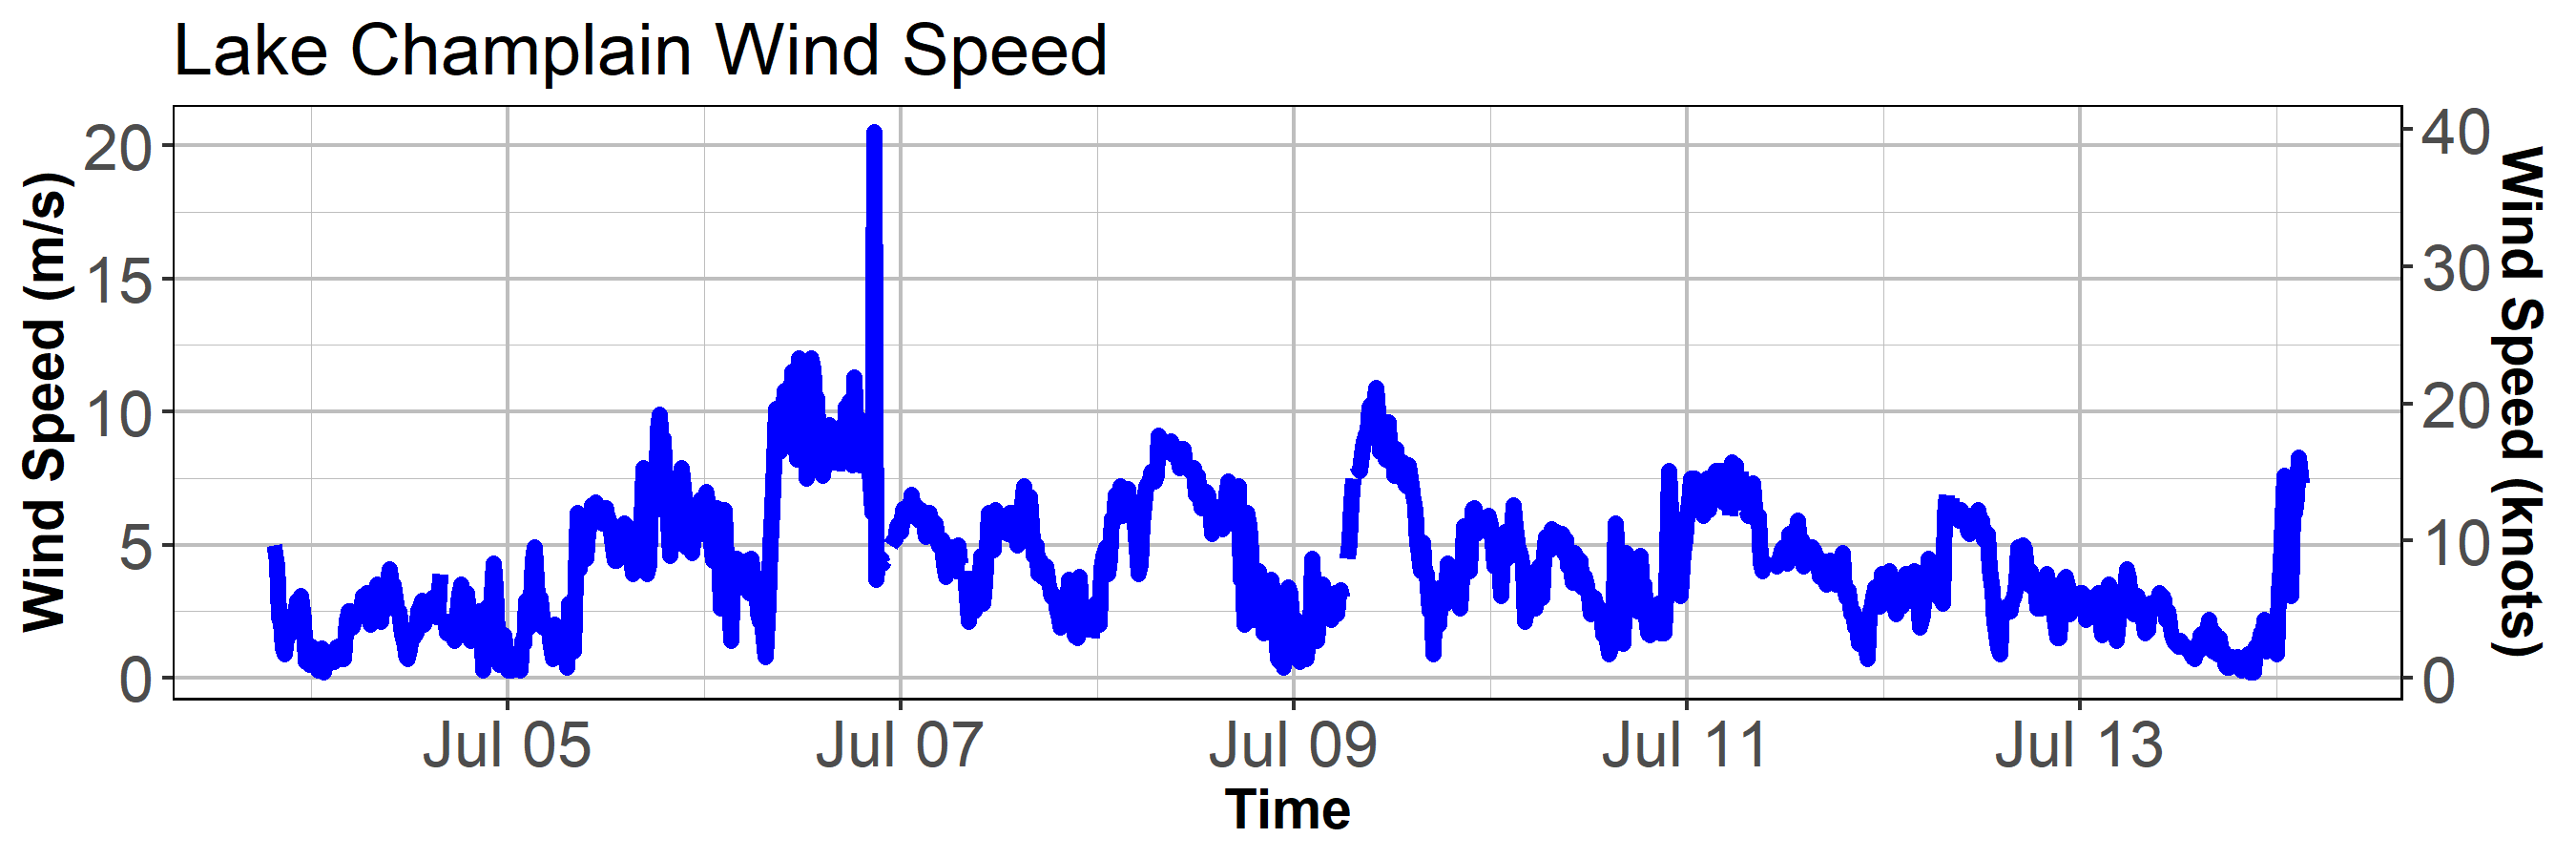 Lake Champlain Wind Speed
Wind Speed (m/s)
20
15
10
5
0
40
30
20
10
0
Wind Speed (knots)
Jul 05
Jul 07
Jul 09
Jul 11
Jul 13
Time